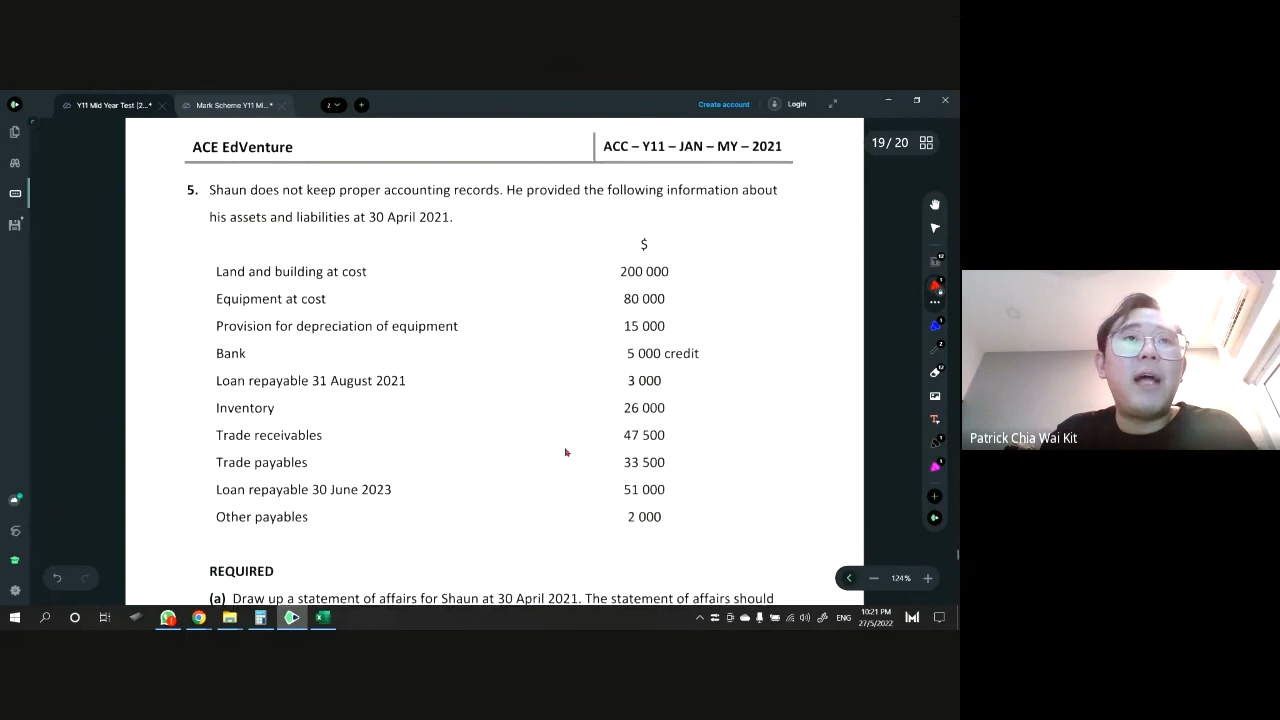 Y11 Mid Year Test [2...*
Mark Scheme Y11 Mi...*
2
Create account
Login
ACE EdVenture
ACC – Y11 – JAN – MY – 2021
19/ 20
5. Shaun does not keep proper accounting records. He provided the following information about
his assets and liabilities at 30 April 2021.
$
Land and building at cost 200 000
Equipment at cost 80 000
Provision for depreciation of equipment 15 000
Bank 5 000 credit
Loan repayable 31 August 2021 3 000
Inventory 26 000
Trade receivables 47 500
Trade payables 33 500
Loan repayable 30 June 2023 51 000
Other payables 2 000
REQUIRED
(a) Draw up a statement of affairs for Shaun at 30 April 2021. The statement of affairs should
124%
Patrick Chia Wai Kit
ENG
10:21 PM
27/5/2022